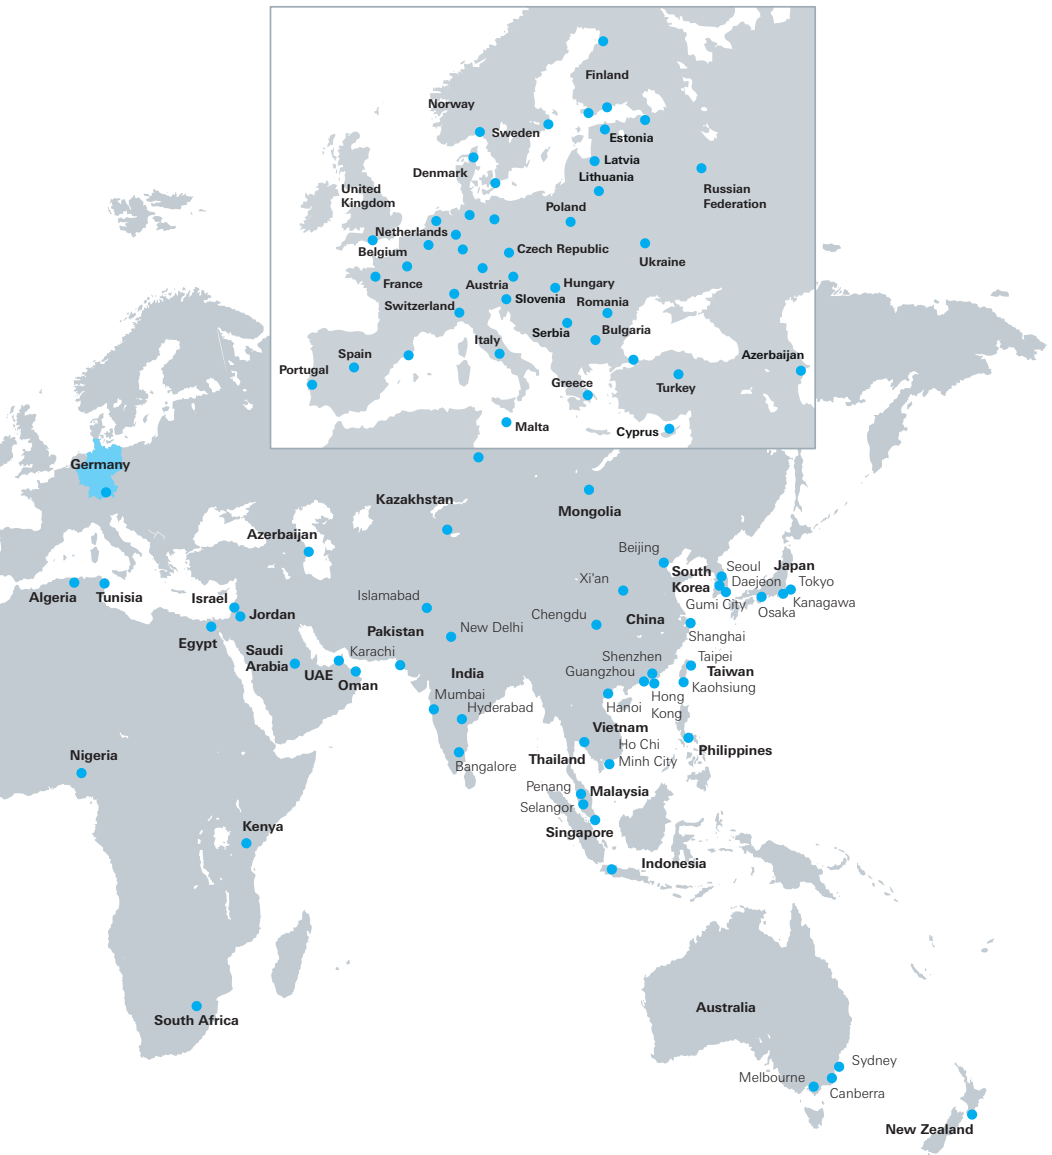 Finland
Norway
Sweden
Estonia
Latvia
Denmark
Lithuania
United
Kingdom
Russian
Federation
Poland
Netherlands
Belgium
Czech Republic
Ukraine
France
Austria
Hungary
Switzerland
Slovenia
Romania
Serbia
Bulgaria
Italy
Spain
Azerbaijan
Portugal
Greece
Turkey
Malta
Cyprus
Germany
Kazakhstan
Mongolia
Azerbaijan
Beijing
Seoul
Japan
South
Korea
Daejeon
Tokyo
Xi'an
Algeria
Tunisia
Israel
Islamabad
Gumi City
Kanagawa
Osaka
Jordan
Chengdu
China
Egypt
Pakistan
New Delhi
Shanghai
Saudi
Arabia
Karachi
Shenzhen
Taipei
UAE
India
Guangzhou
Taiwan
Oman
Kaohsiung
Mumbai
Hyderabad
Hanoi
Hong
Kong
Vietnam
Ho Chi
Minh City
Philippines
Nigeria
Thailand
Bangalore
Penang
Malaysia
Selangor
Kenya
Singapore
Indonesia
Australia
South Africa
Sydney
Melbourne
Canberra
New Zealand